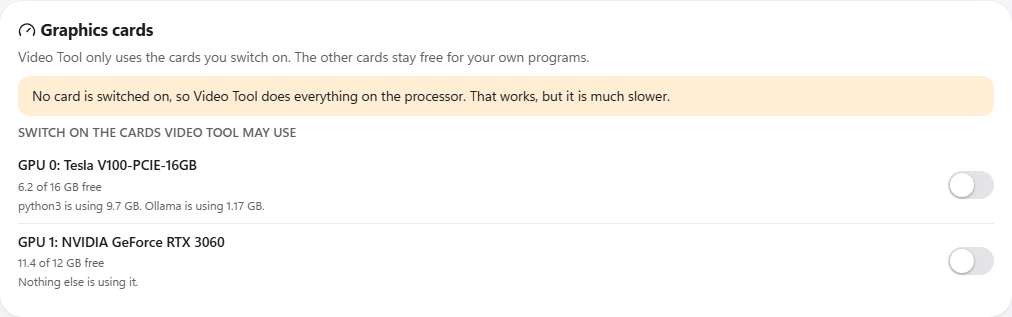 Graphics cards
Video Tool only uses the cards you switch on. The other cards stay free for your own programs.
No card is switched on, so Video Tool does everything on the processor. That works, but it is much slower.
SWITCH ON THE CARDS VIDEO TOOL MAY USE
GPU 0: Tesla V100-PCIE-16GB
6.2 of 16 GB free
python3 is using 9.7 GB. Ollama is using 1.17 GB.
GPU 1: NVIDIA GeForce RTX 3060
11.4 of 12 GB free
Nothing else is using it.